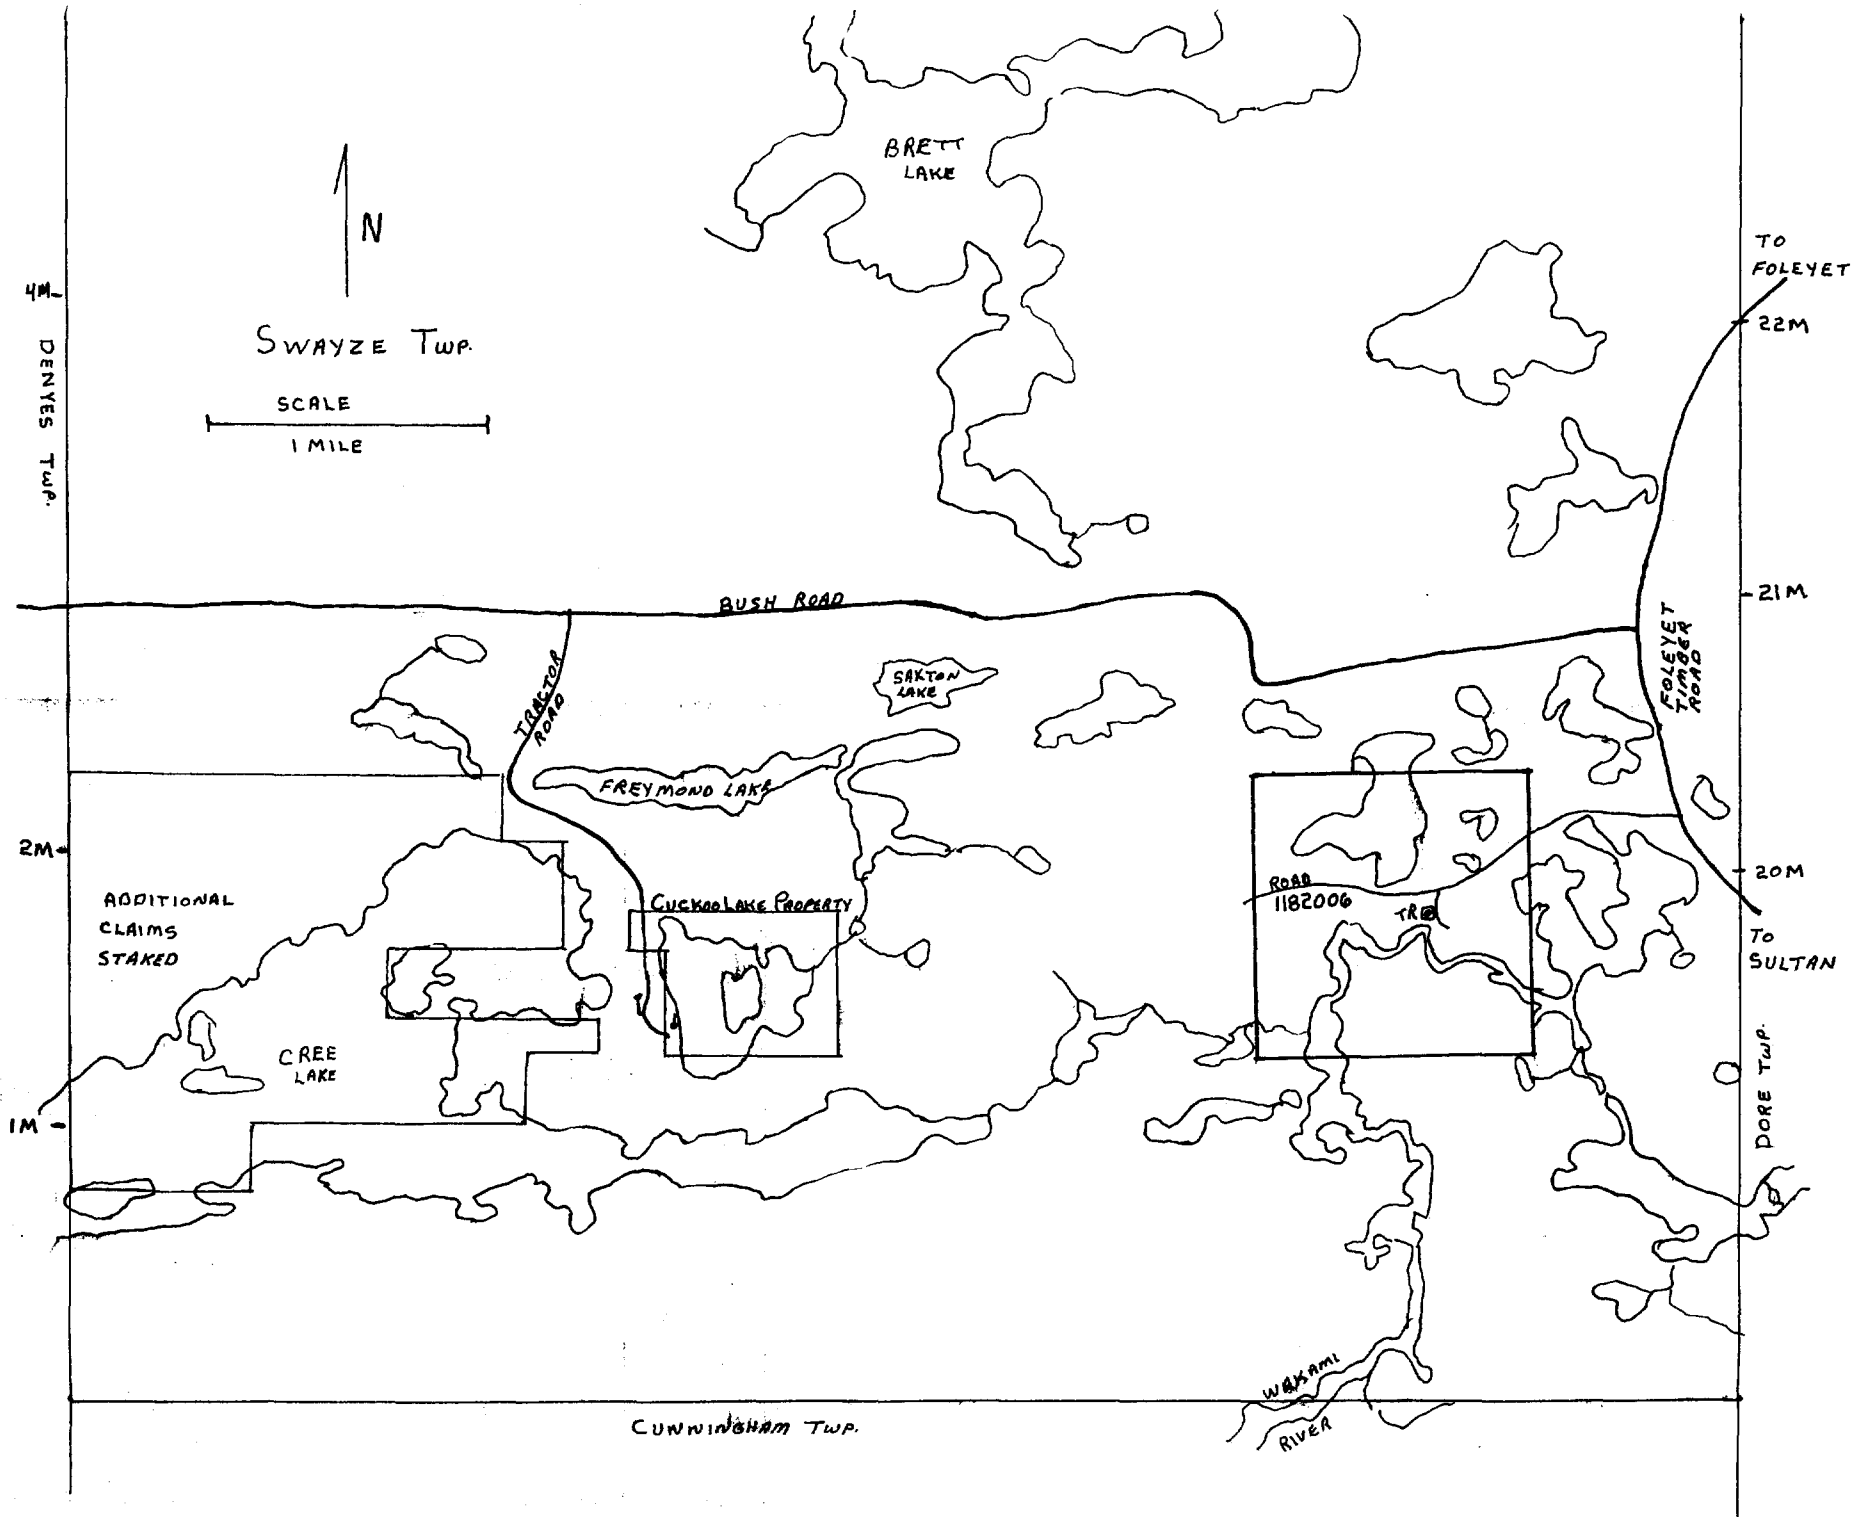 BRETT
LAKE
N
TO
FOLEYET
4M
22M
SWAYZE TWP.
DENYES TWP.
SCALE
1 MILE
BUSH ROAD
21M
FOLEYET
TIMBER
ROAD
TRACTOR
ROAD
SAXTON
LAKE
FREYMOND LAKE
2M
20M
ADDITIONAL
CLAIMS
STAKED
CUCKOO LAKE PROPERTY
ROAD
1182006
TR
TO
SULTAN
CREE
LAKE
1M
DORE TWP.
WAKAMI
RIVER
CUNNINGHAM TWP.